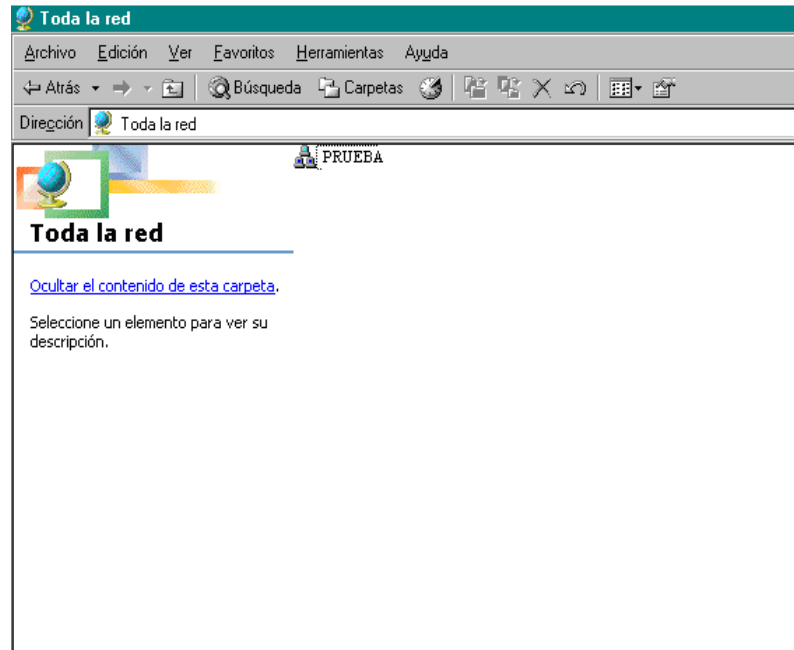 Toda la red
Archivo Edición Ver Favoritos Herramientas Ayuda
Atrás Búsqueda Carpetas
Dirección Toda la red
PRUEBA
Toda la red
Ocultar el contenido de esta carpeta.
Seleccione un elemento para ver su
descripción.